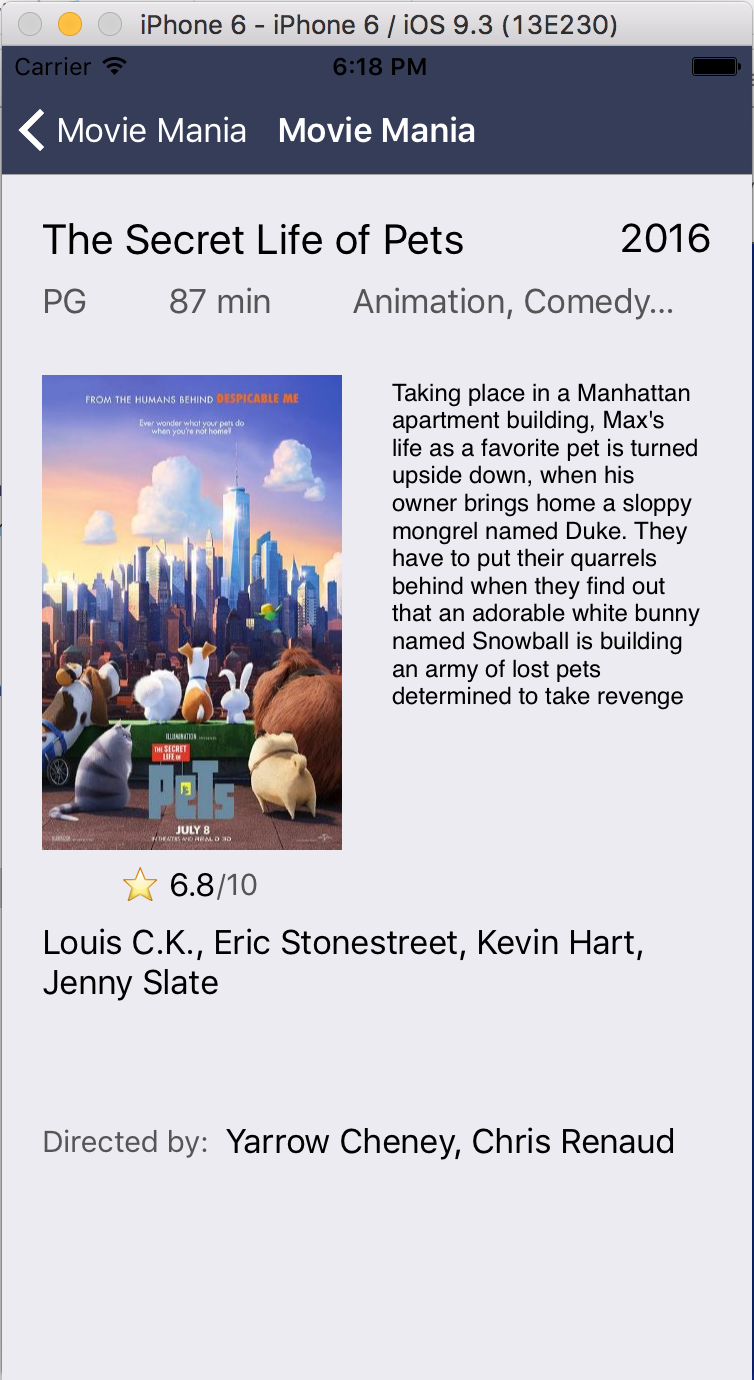 iPhone 6 - iPhone 6 / iOS 9.3 (13E230)
Carrier 6:18 PM
Movie Mania Movie Mania
The Secret Life of Pets 2016
PG 87 min Animation, Comedy...
FROM THE HUMANS BEHIND DESPICABLE ME
Ever wonder what your pets do
when you're not home?
ILLUMINATION
THE SECRET
LIFE OF
PeTs
JULY 8
IN THEATERS AND REAL D 3D
Taking place in a Manhattan
apartment building, Max's
life as a favorite pet is turned
upside down, when his
owner brings home a sloppy
mongrel named Duke. They
have to put their quarrels
behind when they find out
that an adorable white bunny
named Snowball is building
an army of lost pets
determined to take revenge
6.8/10
Louis C.K., Eric Stonestreet, Kevin Hart,
Jenny Slate
Directed by: Yarrow Cheney, Chris Renaud